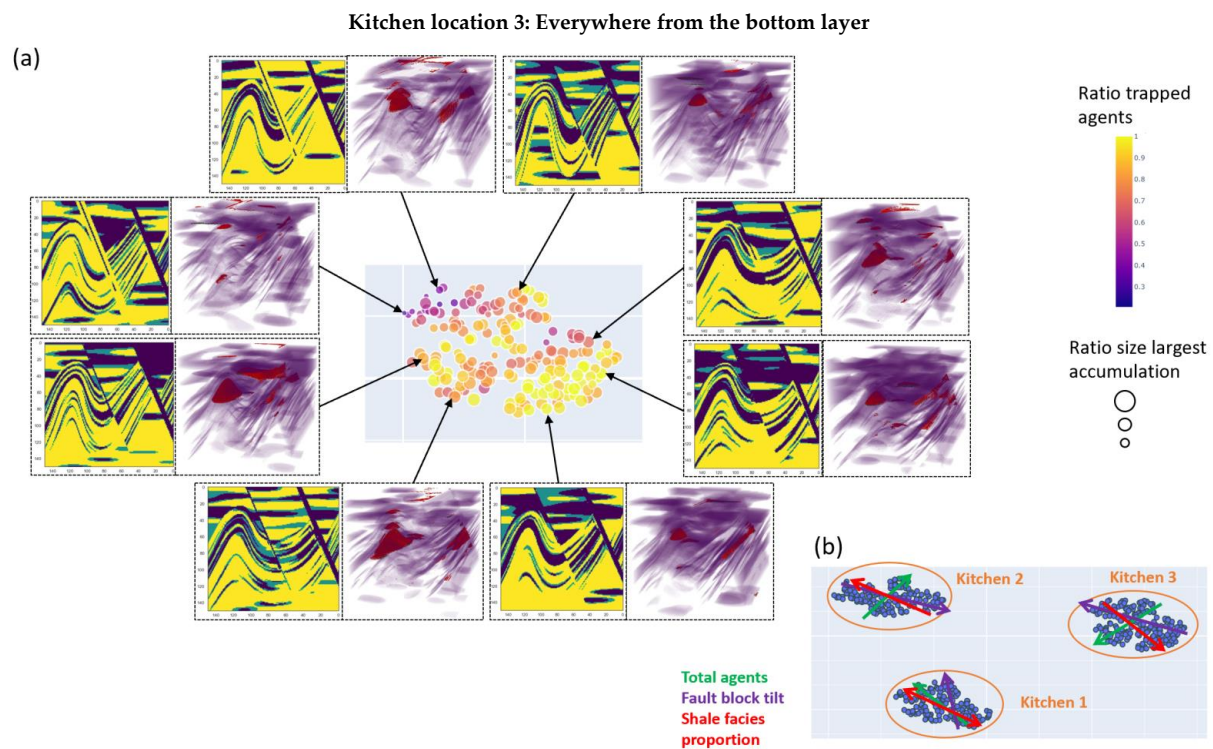 Kitchen location 3: Everywhere from the bottom layer
(a)
Ratio trapped
agents
1
0.9
0.8
0.7
0.6
0.5
0.4
0.3
Ratio size largest
accumulation
(b)
Kitchen 2
Kitchen 3
Kitchen 1
Total agents
Fault block tilt
Shale facies
proportion